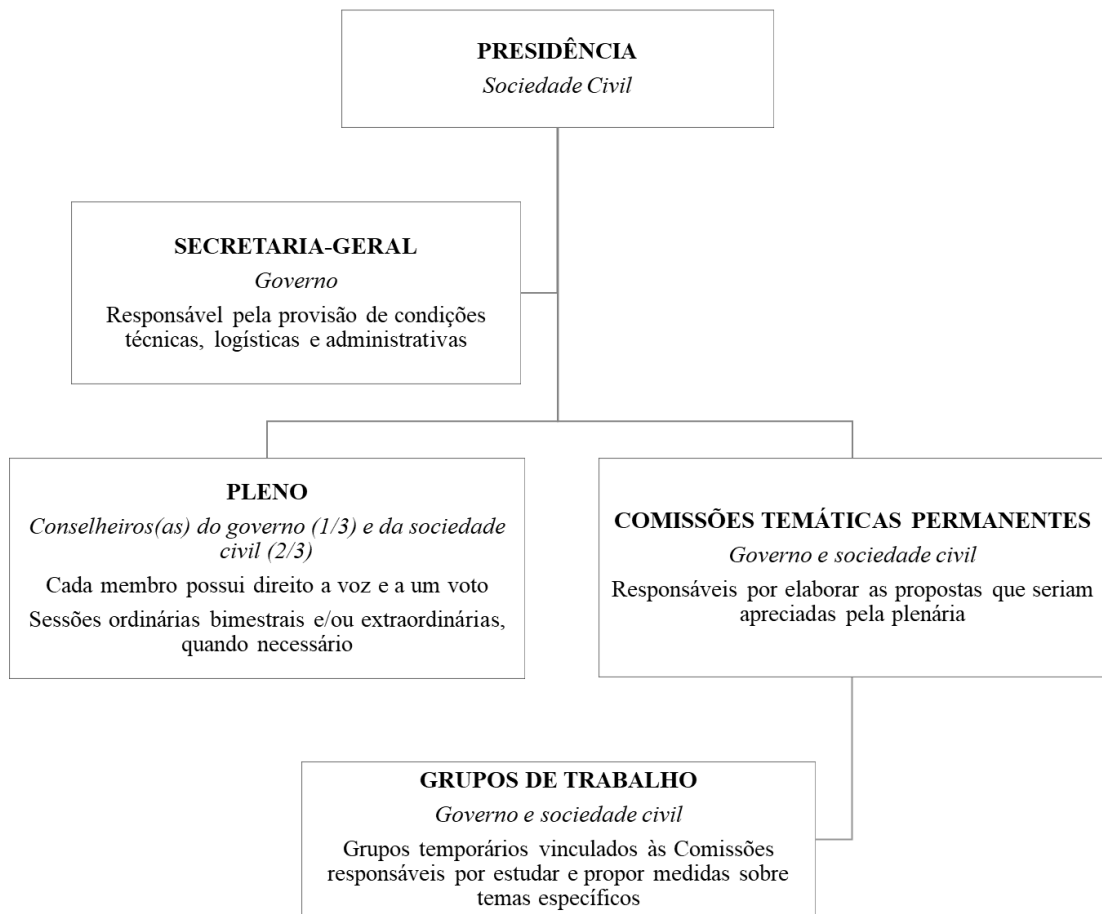 PRESIDÊNCIA
Sociedade Civil
SECRETARIA-GERAL
Governo
Responsável pela provisão de condições
técnicas, logísticas e administrativas
PLENO
Conselheiros(as) do governo (1/3) e da sociedade
civil (2/3)
Cada membro possui direito a voz e a um voto
Sessões ordinárias bimestrais e/ou extraordinárias,
quando necessário
COMISSÕES TEMÁTICAS PERMANENTES
Governo e sociedade civil
Responsáveis por elaborar as propostas que seriam
apreciadas pela plenária
GRUPOS DE TRABALHO
Governo e sociedade civil
Grupos temporários vinculados às Comissões
responsáveis por estudar e propor medidas sobre
temas específicos